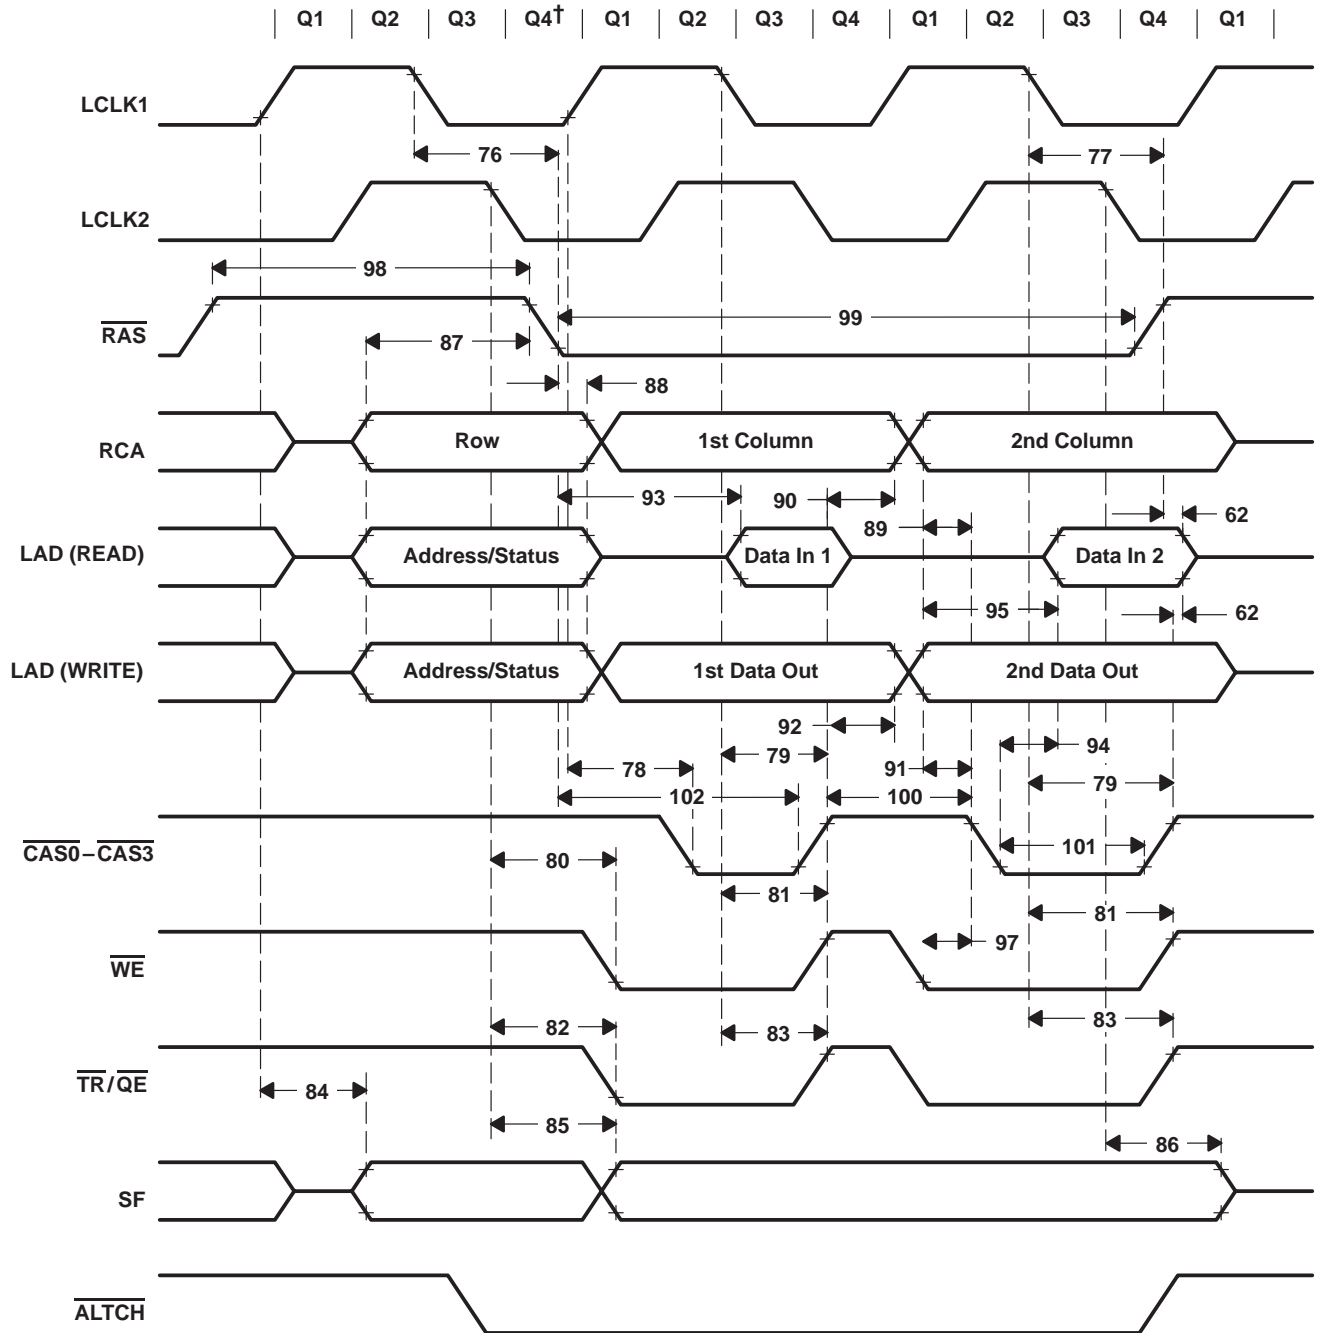 Q1 Q2 Q3 Q4† Q1 Q2 Q3 Q4 Q1 Q2 Q3 Q4 Q1
LCLK1
76 77
LCLK2
98
RAS
99
87
88
RCA Row 1st Column 2nd Column
93 90
89 62
LAD (READ) Address/Status Data In 1 Data In 2
95 62
LAD (WRITE) Address/Status 1st Data Out 2nd Data Out
92
79 94
78 91 79
102 100
CAS0–CAS3
80 101
81
81
WE 97
82 83 83
TR/QE
84
85
86
SF
ALTCH